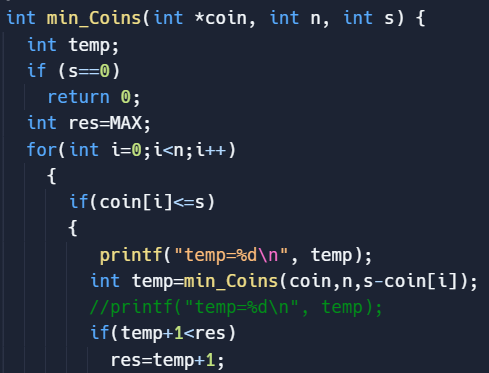 int min_Coins(int *coin, int n, int s) {
int temp;
if (s==0)
return 0;
int res=MAX;
for(int i=0;i<n;i++)
{
if(coin[i]<=s)
{
printf("temp=%d\n", temp);
int temp=min_Coins(coin,n,s-coin[i]);
//printf("temp=%d\n", temp);
if(temp+1<res)
res=temp+1;